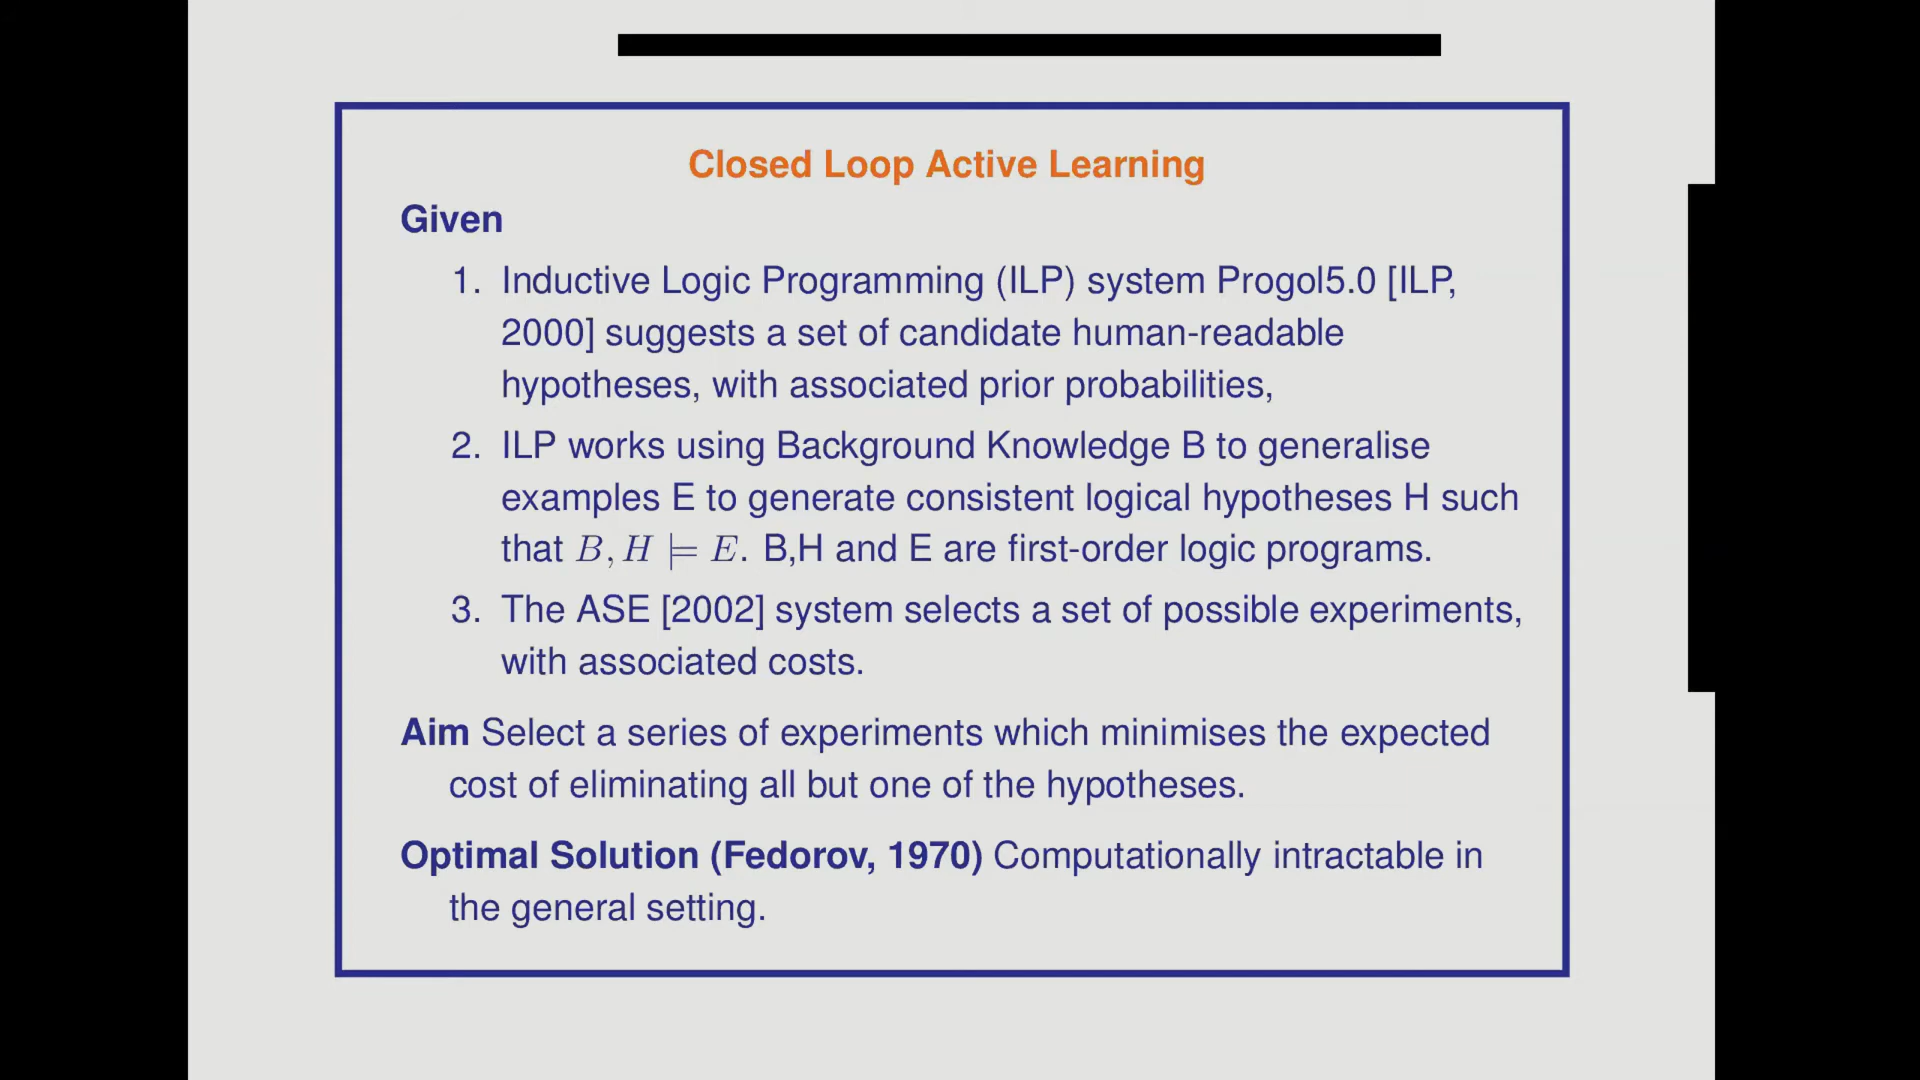 Closed Loop Active Learning
Given
1. Inductive Logic Programming (ILP) system Progol5.0 [ILP,
2000] suggests a set of candidate human-readable
hypotheses, with associated prior probabilities,
2. ILP works using Background Knowledge B to generalise
examples E to generate consistent logical hypotheses H such
that B, H ⊨ E. B,H and E are first-order logic programs.
3. The ASE [2002] system selects a set of possible experiments,
with associated costs.
Aim Select a series of experiments which minimises the expected
cost of eliminating all but one of the hypotheses.
Optimal Solution (Fedorov, 1970) Computationally intractable in
the general setting.